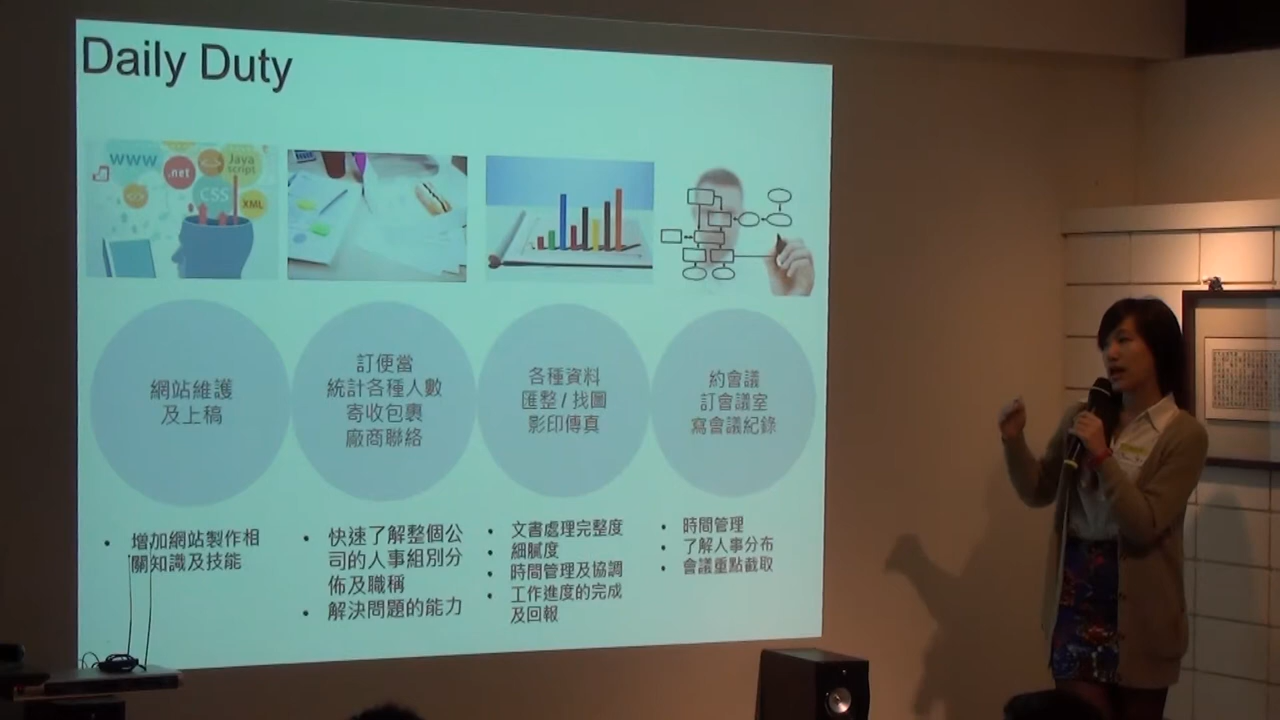 Daily Duty
www
.net
Java
script
CSS
XML
網站維護
及上稿
訂便當
統計各種人數
寄收包裹
廠商聯絡
各種資料
匯整 / 找圖
影印傳真
約會議
訂會議室
寫會議紀錄
• 增加網站製作相
關知識及技能
• 快速了解整個公
司的人事組別分
佈及職稱
• 解決問題的能力
• 文書處理完整度
• 細膩度
• 時間管理及協調
• 工作進度的完成
及回報
• 時間管理
• 了解人事分布
• 會議重點截取